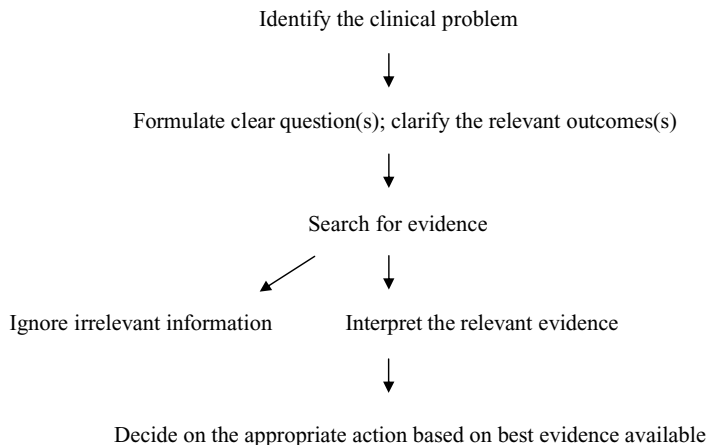 Identify the clinical problem
Formulate clear question(s); clarify the relevant outcomes(s)
Search for evidence
Ignore irrelevant information
Interpret the relevant evidence
Decide on the appropriate action based on best evidence available